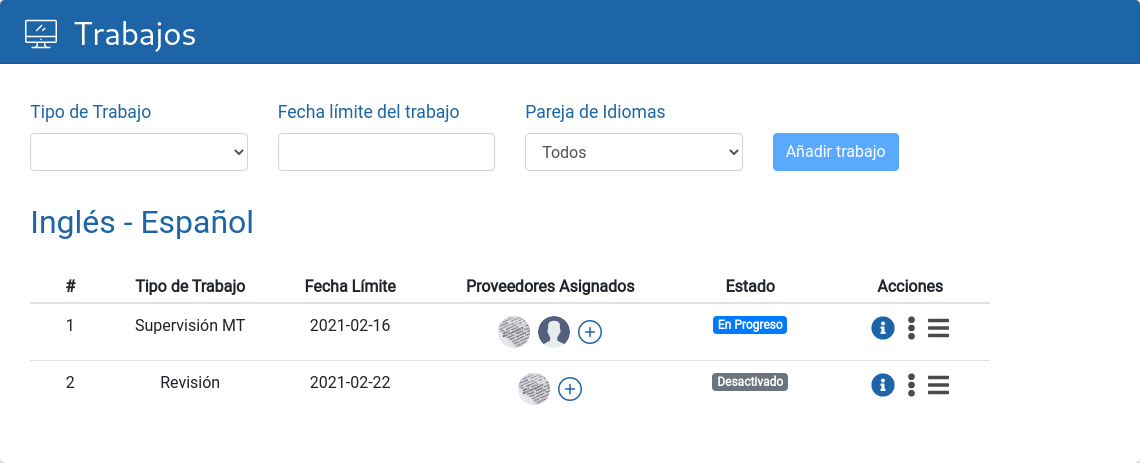 Trabajos
Tipo de Trabajo Fecha límite del trabajo Pareja de Idiomas
Todos Añadir trabajo
Inglés - Español
# Tipo de Trabajo Fecha Límite Proveedores Asignados Estado Acciones
1 Supervisión MT 2021-02-16 En Progreso
2 Revisión 2021-02-22 Desactivado